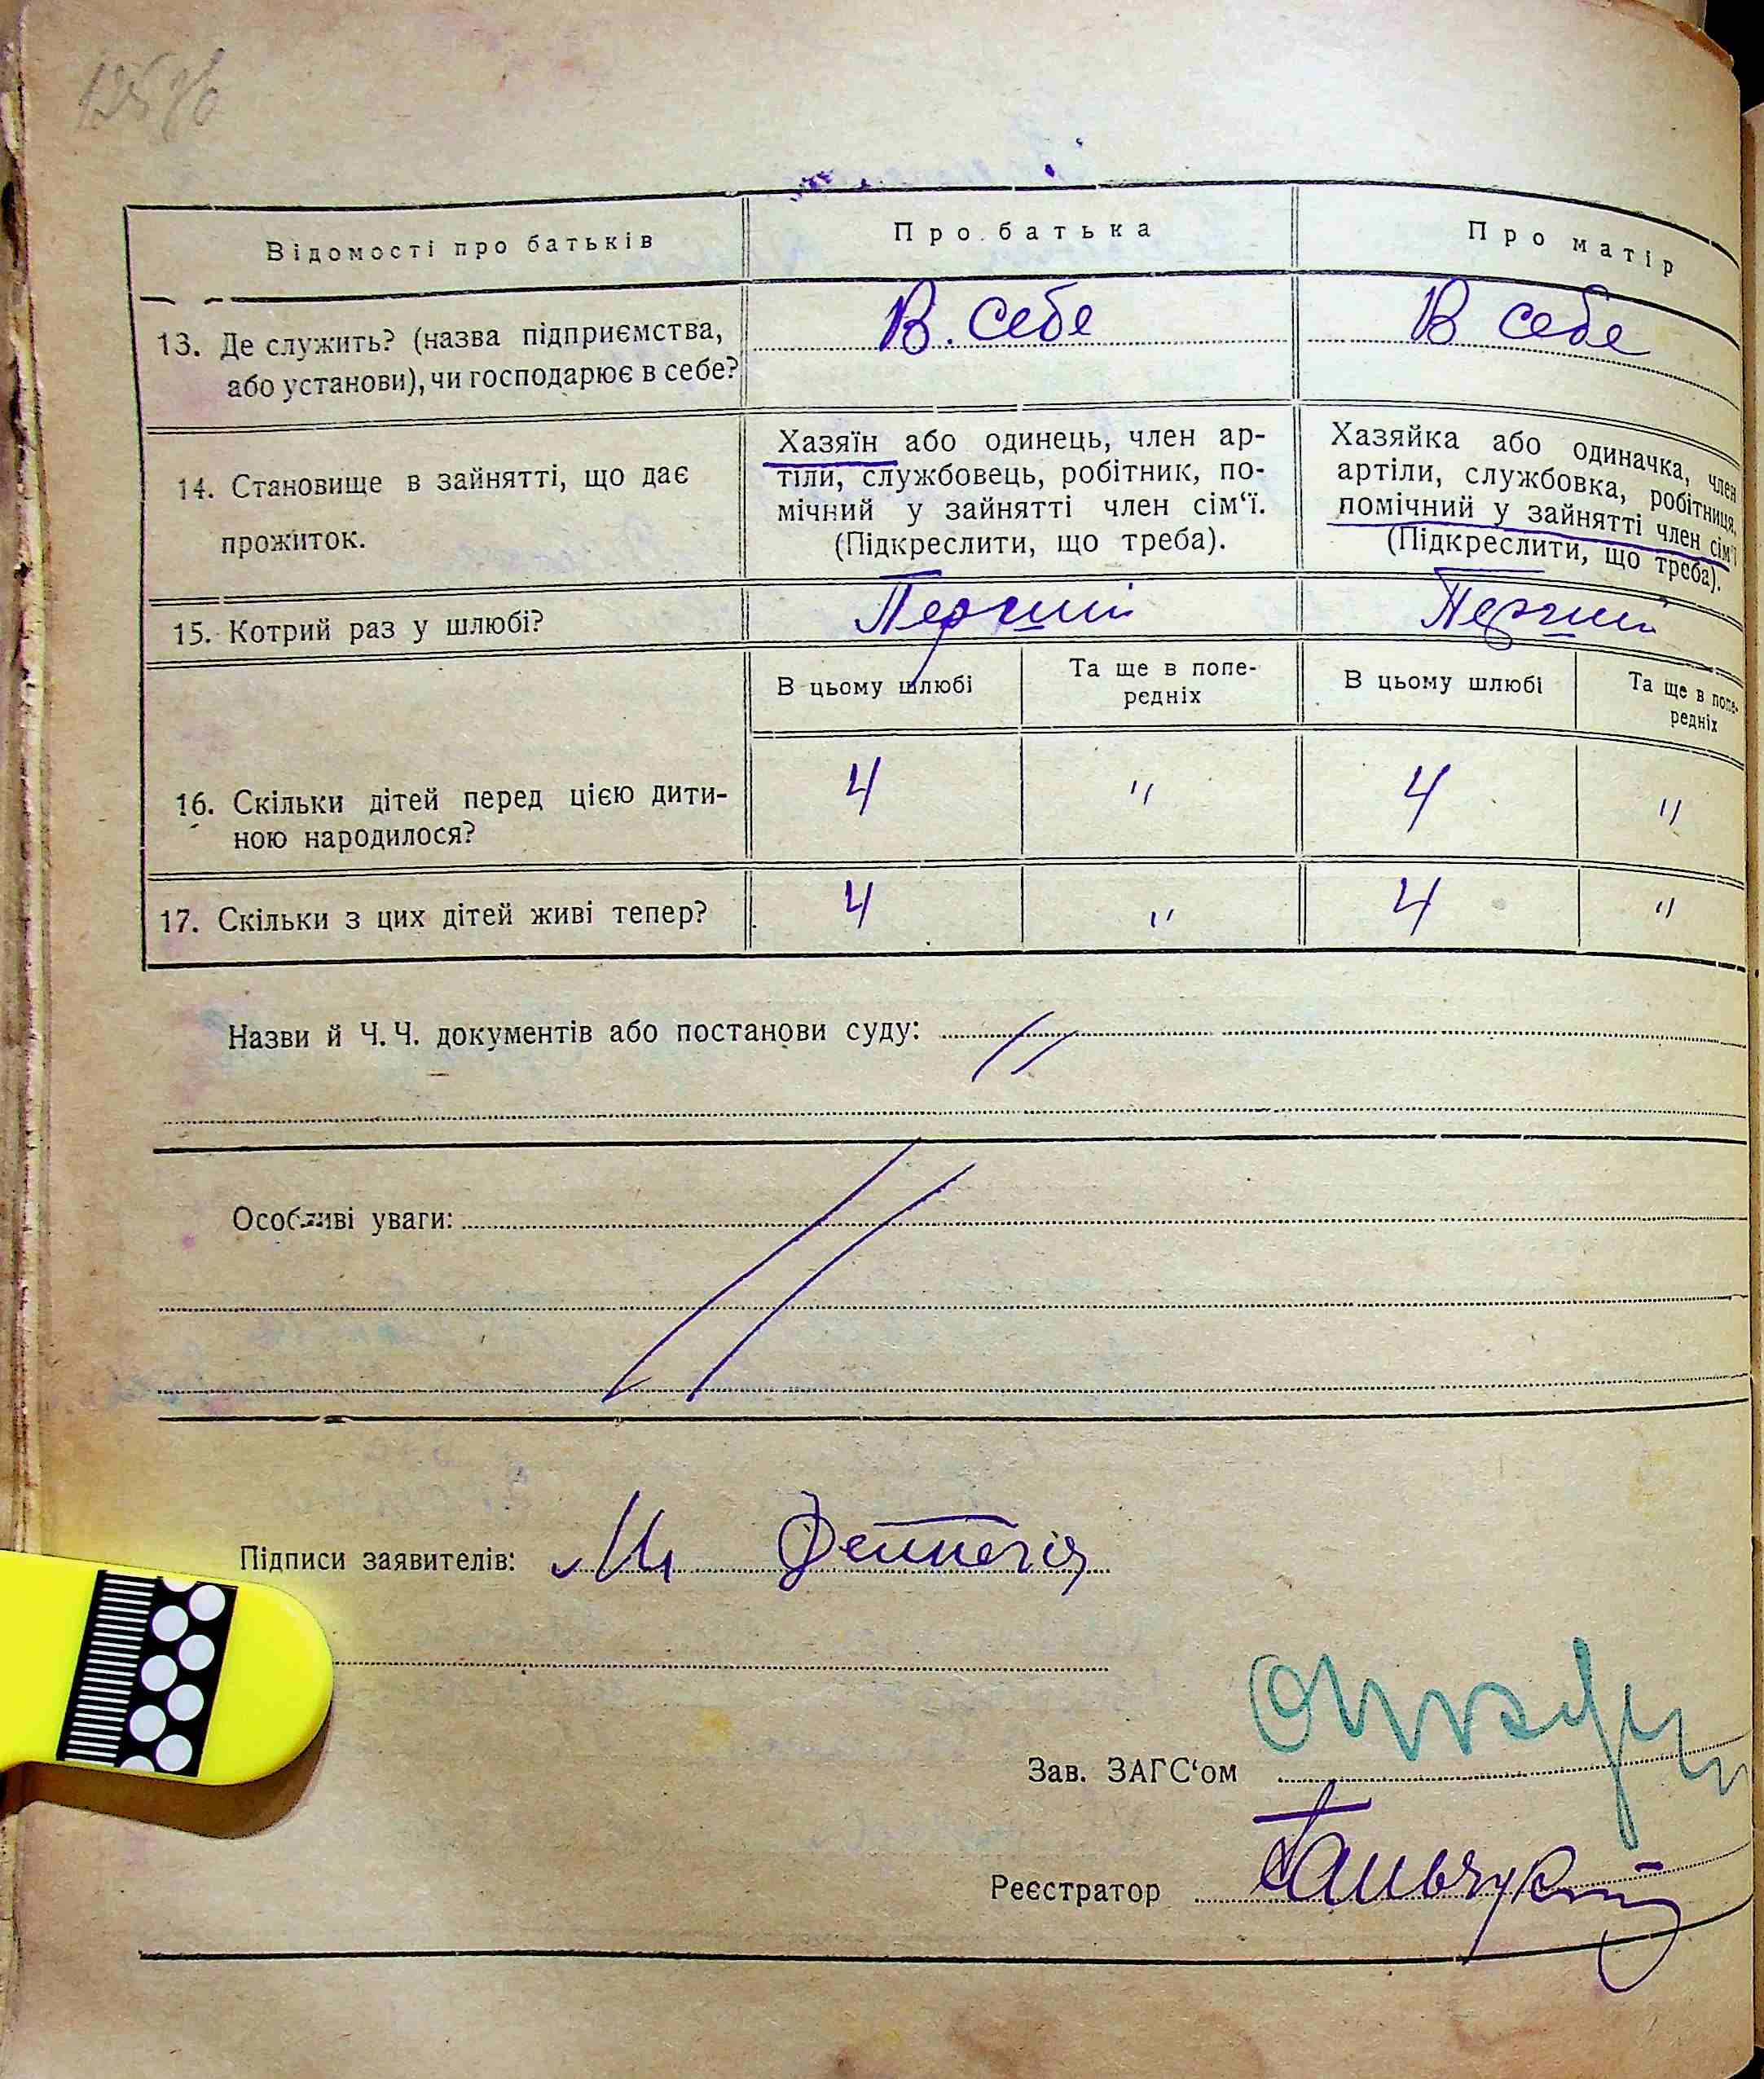 Відомості про батьків
Про батька
Про матір
13. Де служить? (назва підприємства,
або установи), чи господарює в себе?
В. себе
В себе
14. Становище в зайнятті, що дає
прожиток.
Хазяїн або одинець, член ар-
тіли, службовець, робітник, по-
мічний у зайнятті член сім‘ї.
(Підкреслити, що треба).
Хазяйка або одиначка, член
артіли, службовка, робітниця,
помічний у зайнятті член сім‘ї
(Підкреслити, що треба).
15. Котрий раз у шлюбі?
Перший
Перший
В цьому шлюбі
Та ще в попе-
редніх
В цьому шлюбі
Та ще в попе-
редніх
16. Скільки дітей перед цією дити-
ною народилося?
4
"
4
"
17. Скільки з цих дітей живі тепер?
4
"
4
"
Назви й Ч. Ч. документів або постанови суду:
Особливі уваги:
Підписи заявителів:
Зав. ЗАГС‘ом
Реєстратор